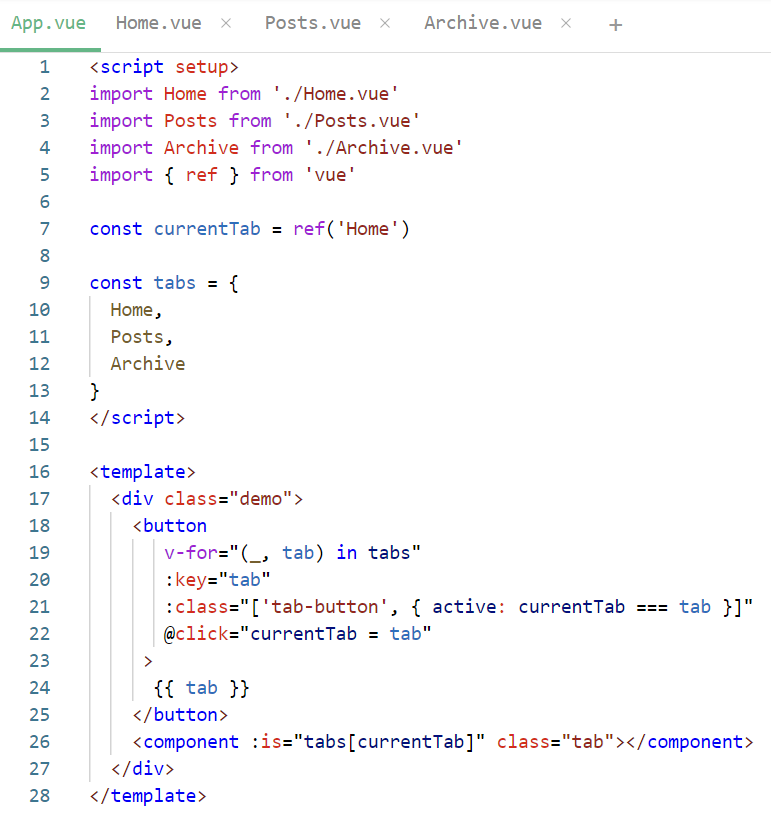 App.vue Home.vue × Posts.vue × Archive.vue × +
1 <script setup>
2 import Home from './Home.vue'
3 import Posts from './Posts.vue'
4 import Archive from './Archive.vue'
5 import { ref } from 'vue'
6
7 const currentTab = ref('Home')
8
9 const tabs = {
10   Home,
11   Posts,
12   Archive
13 }
14 </script>
15
16 <template>
17   <div class="demo">
18     <button
19        v-for="(_, tab) in tabs"
20        :key="tab"
21        :class="['tab-button', { active: currentTab === tab }]"
22        @click="currentTab = tab"
23      >
24       {{ tab }}
25     </button>
26     <component :is="tabs[currentTab]" class="tab"></component>
27   </div>
28 </template>